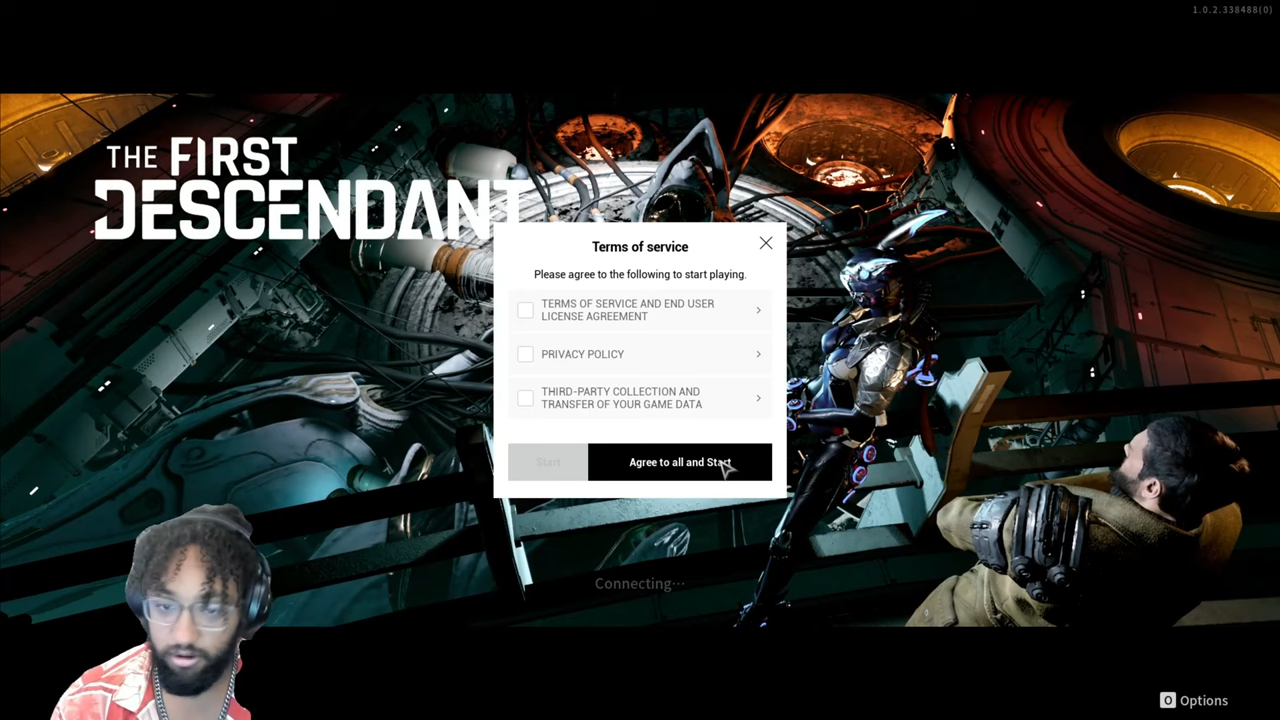 1.0.2.338488(0)
THE FIRST
DESCENDANT
Terms of service
Please agree to the following to start playing.
TERMS OF SERVICE AND END USER
LICENSE AGREEMENT
PRIVACY POLICY
THIRD-PARTY COLLECTION AND
TRANSFER OF YOUR GAME DATA
Start
Agree to all and Start
Connecting···
O Options